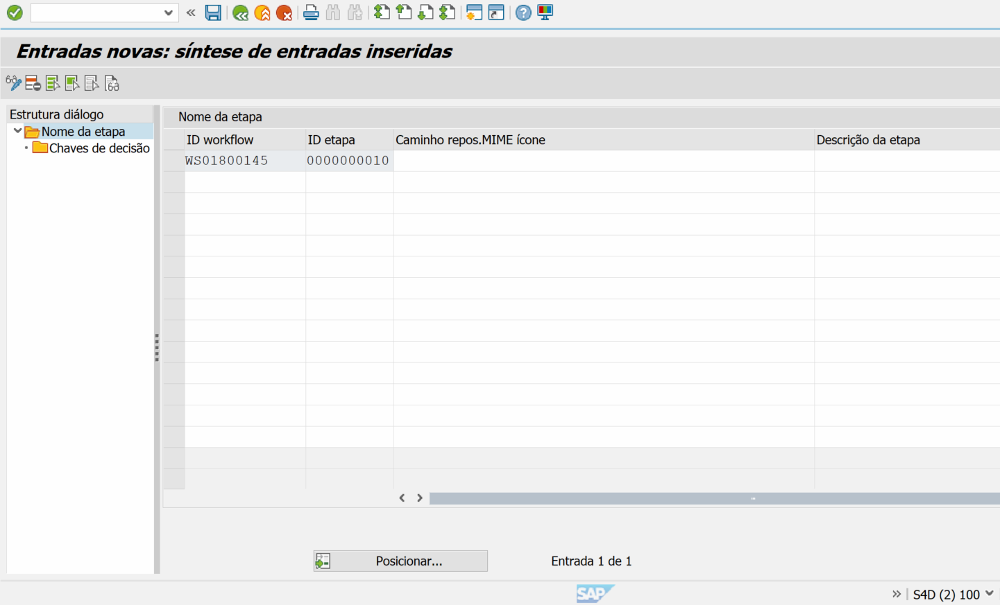 Entradas novas: síntese de entradas inseridas
Estrutura diálogo
Nome da etapa
Chaves de decisão
Nome da etapa
ID workflow ID etapa Caminho repos.MIME ícone Descrição da etapa
WS01800145 0000000010
Posicionar... Entrada 1 de 1
SAP S4D (2) 100